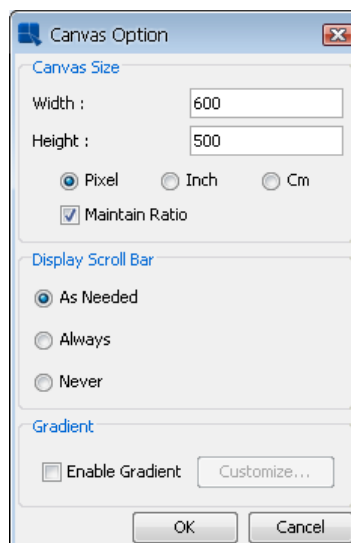 Canvas Option
Canvas Size
Width : 600
Height : 500
Pixel Inch Cm
Maintain Ratio
Display Scroll Bar
As Needed
Always
Never
Gradient
Enable Gradient Customize...
OK Cancel